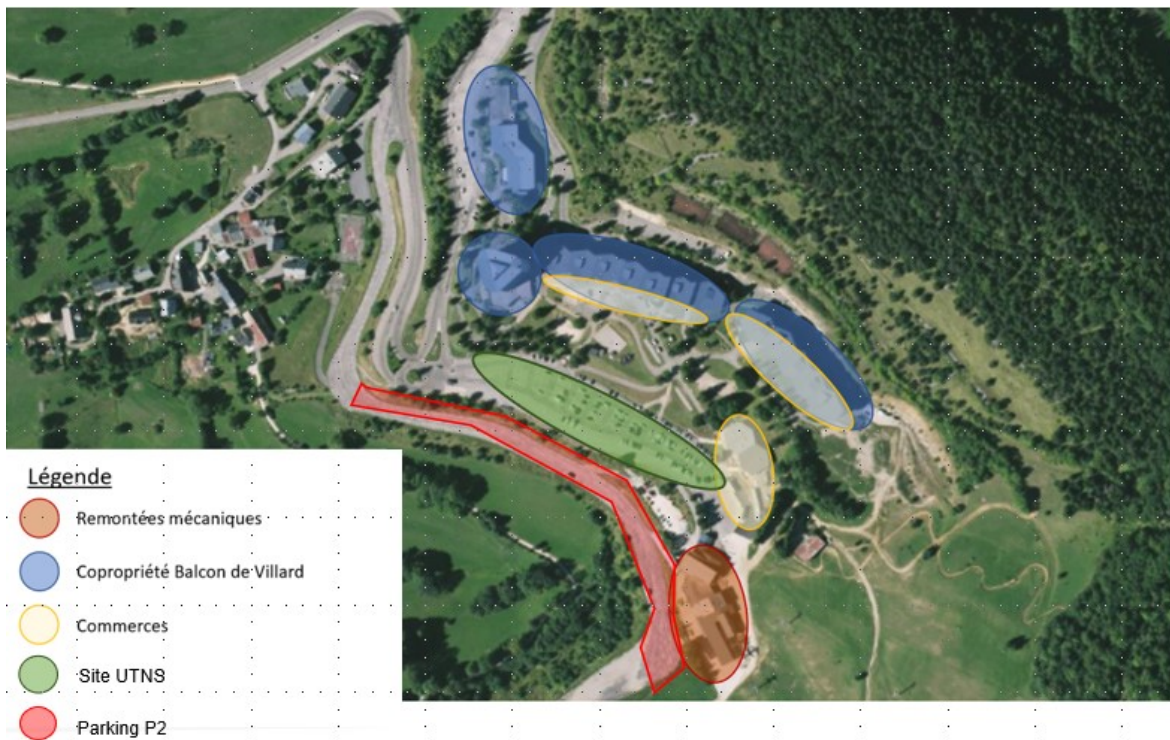 Légende
Remontées mécaniques
Copropriété Balcon de Villard
Commerces
Site UTNS
Parking P2